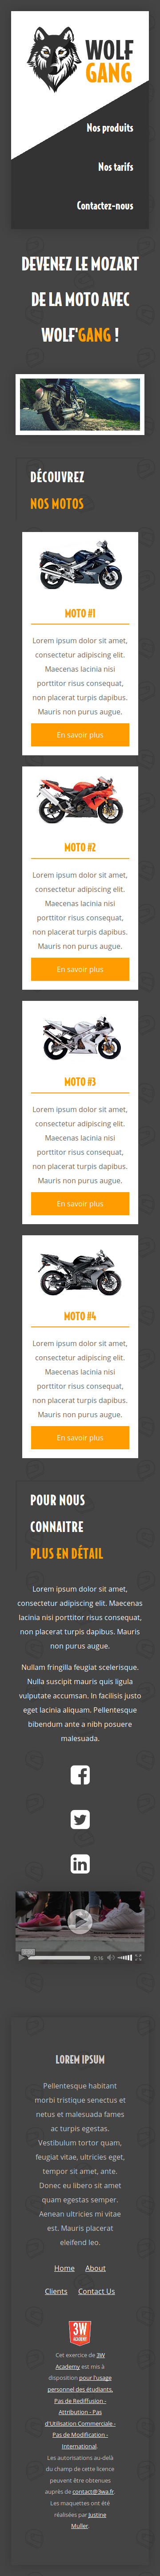 WOLF
GANG
Nos produits
Nos tarifs
Contactez-nous
DEVENEZ LE MOZART
DE LA MOTO AVEC
WOLF'GANG !
DÉCOUVREZ
NOS MOTOS
MOTO #1
Lorem ipsum dolor sit amet,
consectetur adipiscing elit.
Maecenas lacinia nisi
porttitor risus consequat,
non placerat turpis dapibus.
Mauris non purus augue.
En savoir plus
MOTO #2
Lorem ipsum dolor sit amet,
consectetur adipiscing elit.
Maecenas lacinia nisi
porttitor risus consequat,
non placerat turpis dapibus.
Mauris non purus augue.
En savoir plus
MOTO #3
Lorem ipsum dolor sit amet,
consectetur adipiscing elit.
Maecenas lacinia nisi
porttitor risus consequat,
non placerat turpis dapibus.
Mauris non purus augue.
En savoir plus
MOTO #4
Lorem ipsum dolor sit amet,
consectetur adipiscing elit.
Maecenas lacinia nisi
porttitor risus consequat,
non placerat turpis dapibus.
Mauris non purus augue.
En savoir plus
POUR NOUS
CONNAITRE
PLUS EN DÉTAIL
Lorem ipsum dolor sit amet,
consectetur adipiscing elit. Maecenas
lacinia nisi porttitor risus consequat,
non placerat turpis dapibus. Mauris
non purus augue.
Nullam fringilla feugiat scelerisque.
Nulla suscipit mauris quis ligula
vulputate accumsan. In facilisis justo
eget lacinia aliquam. Pellentesque
bibendum ante a nibh posuere
malesuada.
0:16
LOREM IPSUM
Pellentesque habitant
morbi tristique senectus et
netus et malesuada fames
ac turpis egestas.
Vestibulum tortor quam,
feugiat vitae, ultricies eget,
tempor sit amet, ante.
Donec eu libero sit amet
quam egestas semper.
Aenean ultricies mi vitae
est. Mauris placerat
eleifend leo.
Home About
Clients Contact Us
3W
ACADEMY
Cet exercice de 3W
Academy est mis à
disposition pour l'usage
personnel des étudiants.
Pas de Rediffusion -
Attribution - Pas
d'Utilisation Commerciale -
Pas de Modification -
International.
Les autorisations au-delà
du champ de cette licence
peuvent être obtenues
auprès de contact@3wa.fr.
Les maquettes ont été
réalisées par Justine
Muller.